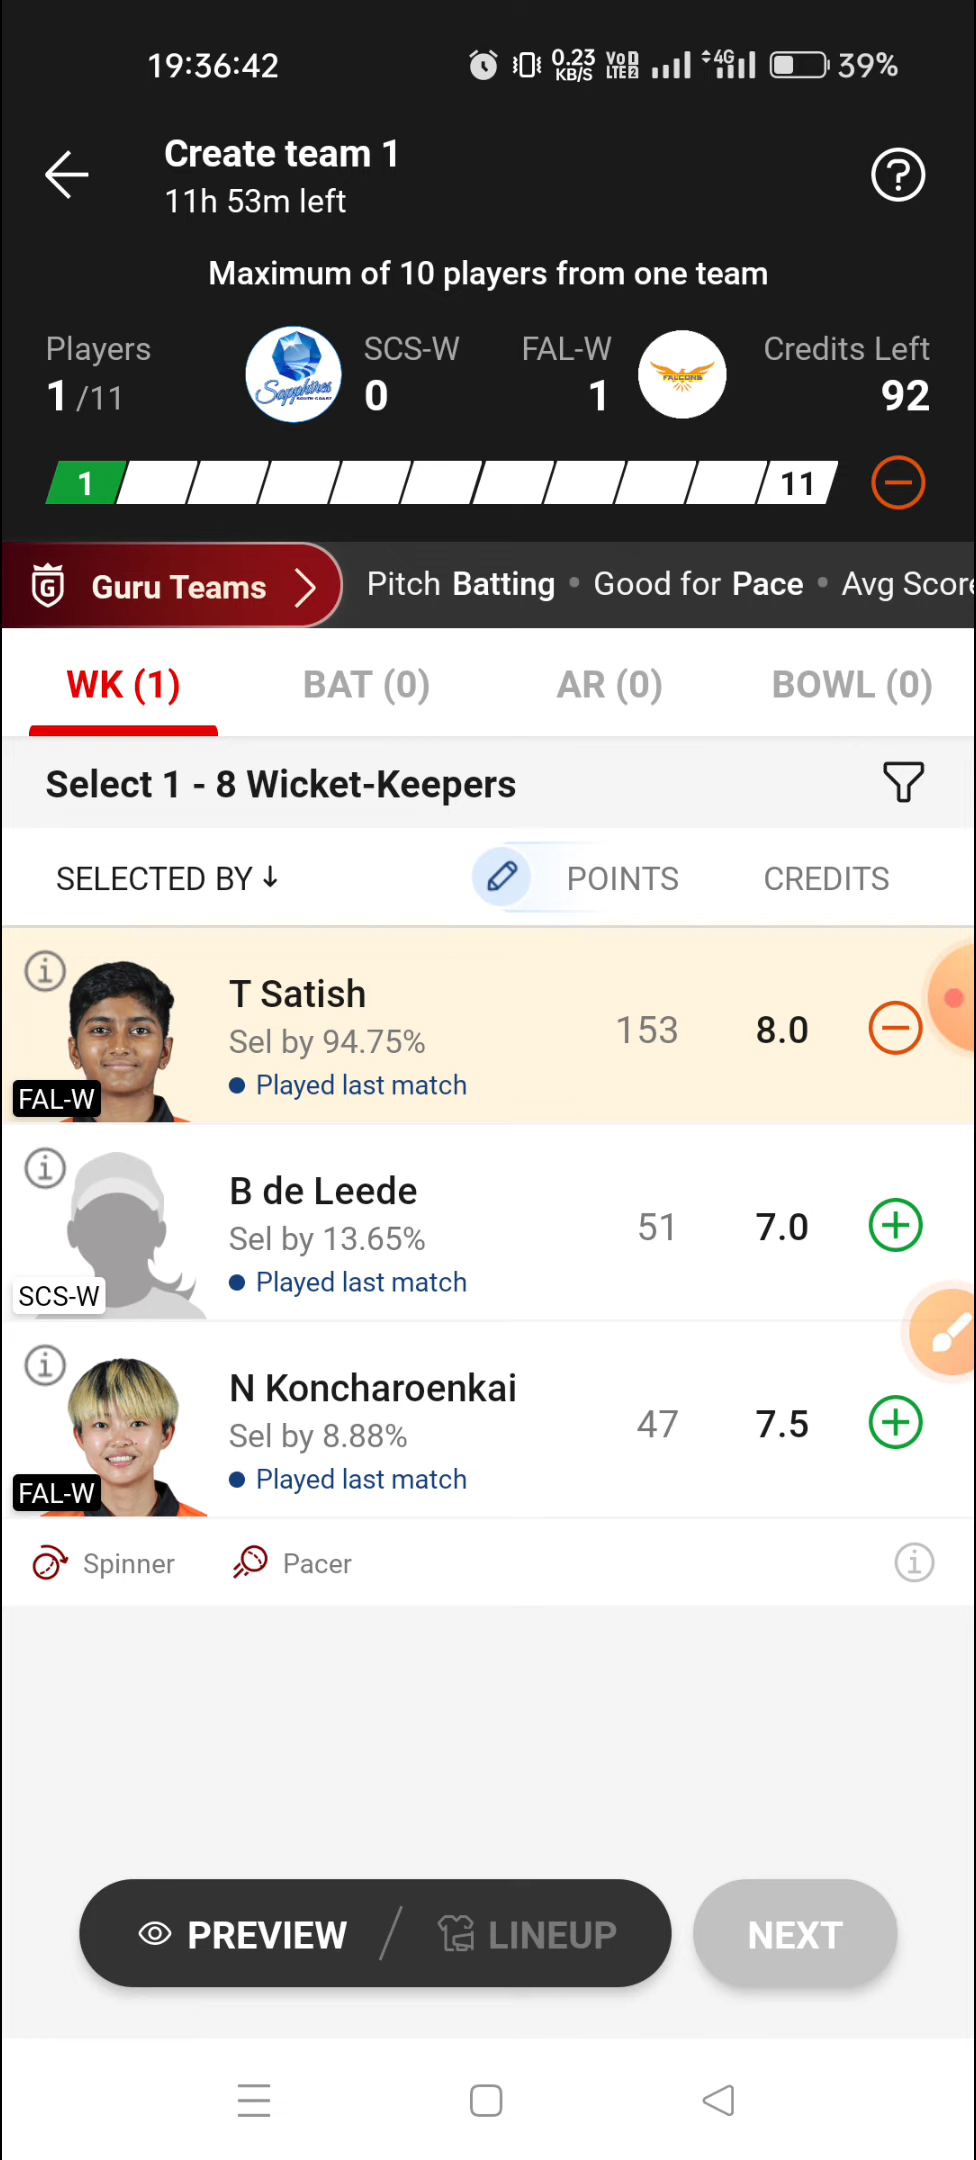 19:36:42
0.23 KB/S
VoD LTE2
4G
39%
Create team 1
11h 53m left
Maximum of 10 players from one team
Players
1 /11
Sapphires
SCS-W
0
FAL-W
1
FALCONS
Credits Left
92
1
11
G
Guru Teams
Pitch Batting • Good for Pace • Avg Score
WK (1)
BAT (0)
AR (0)
BOWL (0)
Select 1 - 8 Wicket-Keepers
SELECTED BY ↓
POINTS
CREDITS
T Satish
Sel by 94.75%
Played last match
FAL-W
153
8.0
B de Leede
Sel by 13.65%
Played last match
SCS-W
51
7.0
N Koncharoenkai
Sel by 8.88%
Played last match
FAL-W
47
7.5
Spinner
Pacer
PREVIEW / LINEUP
NEXT